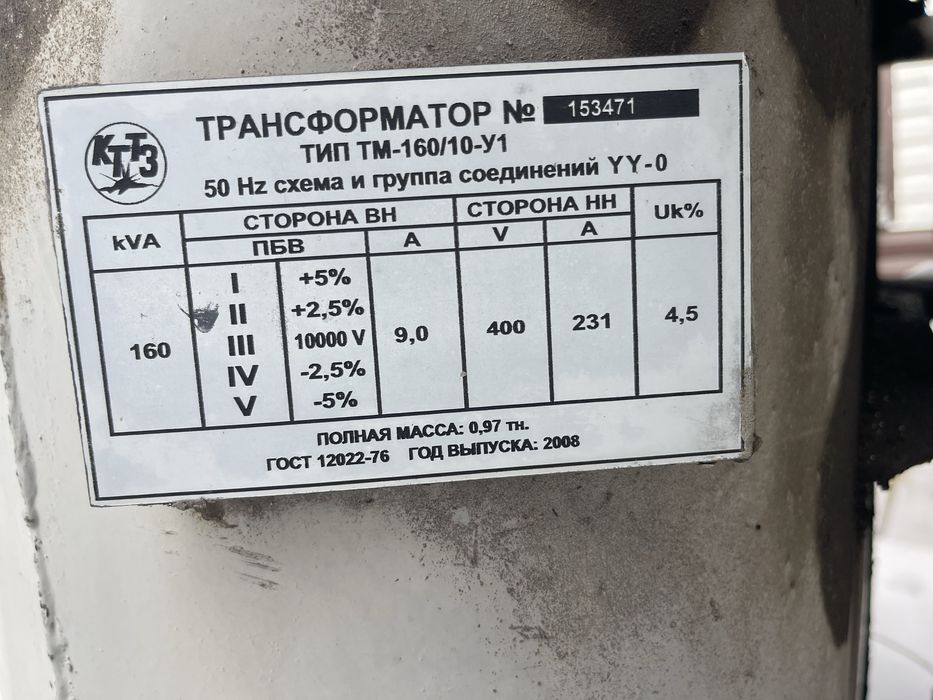 КТТЗ
ТРАНСФОРМАТОР № 153471
ТИП ТМ-160/10-У1
50 Hz схема и группа соединений YY-0
kVA СТОРОНА ВН СТОРОНА НН Uk%
ПБВ A V A
I +5%
II +2,5%
160 III 10000 V 9,0 400 231 4,5
IV -2,5%
V -5%
ПОЛНАЯ МАССА: 0,97 тн.
ГОСТ 12022-76 ГОД ВЫПУСКА: 2008